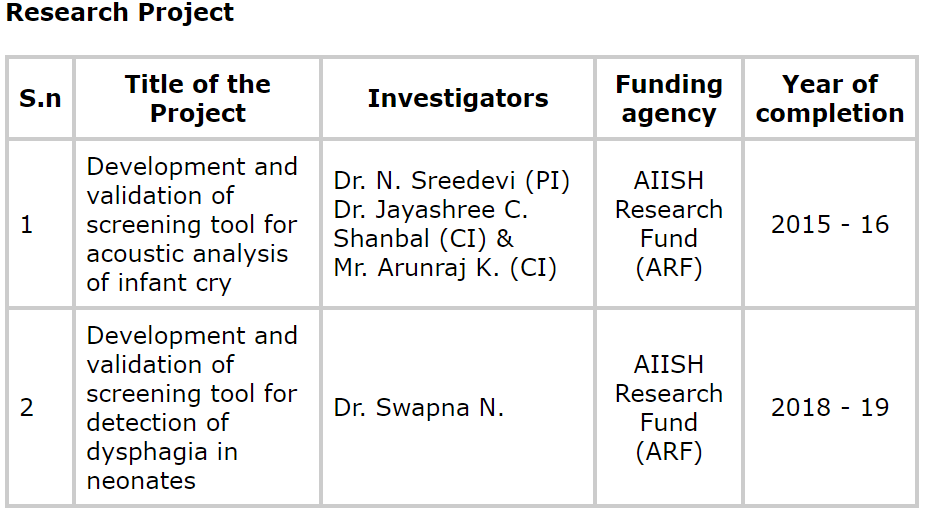 Research Project
S.n
Title of the
Project
Investigators
Funding
agency
Year of
completion
1
Development and
validation of
screening tool for
acoustic analysis
of infant cry
Dr. N. Sreedevi (PI)
Dr. Jayashree C.
Shanbal (CI) &
Mr. Arunraj K. (CI)
AIISH
Research
Fund
(ARF)
2015 - 16
2
Development and
validation of
screening tool for
detection of
dysphagia in
neonates
Dr. Swapna N.
AIISH
Research
Fund
(ARF)
2018 - 19